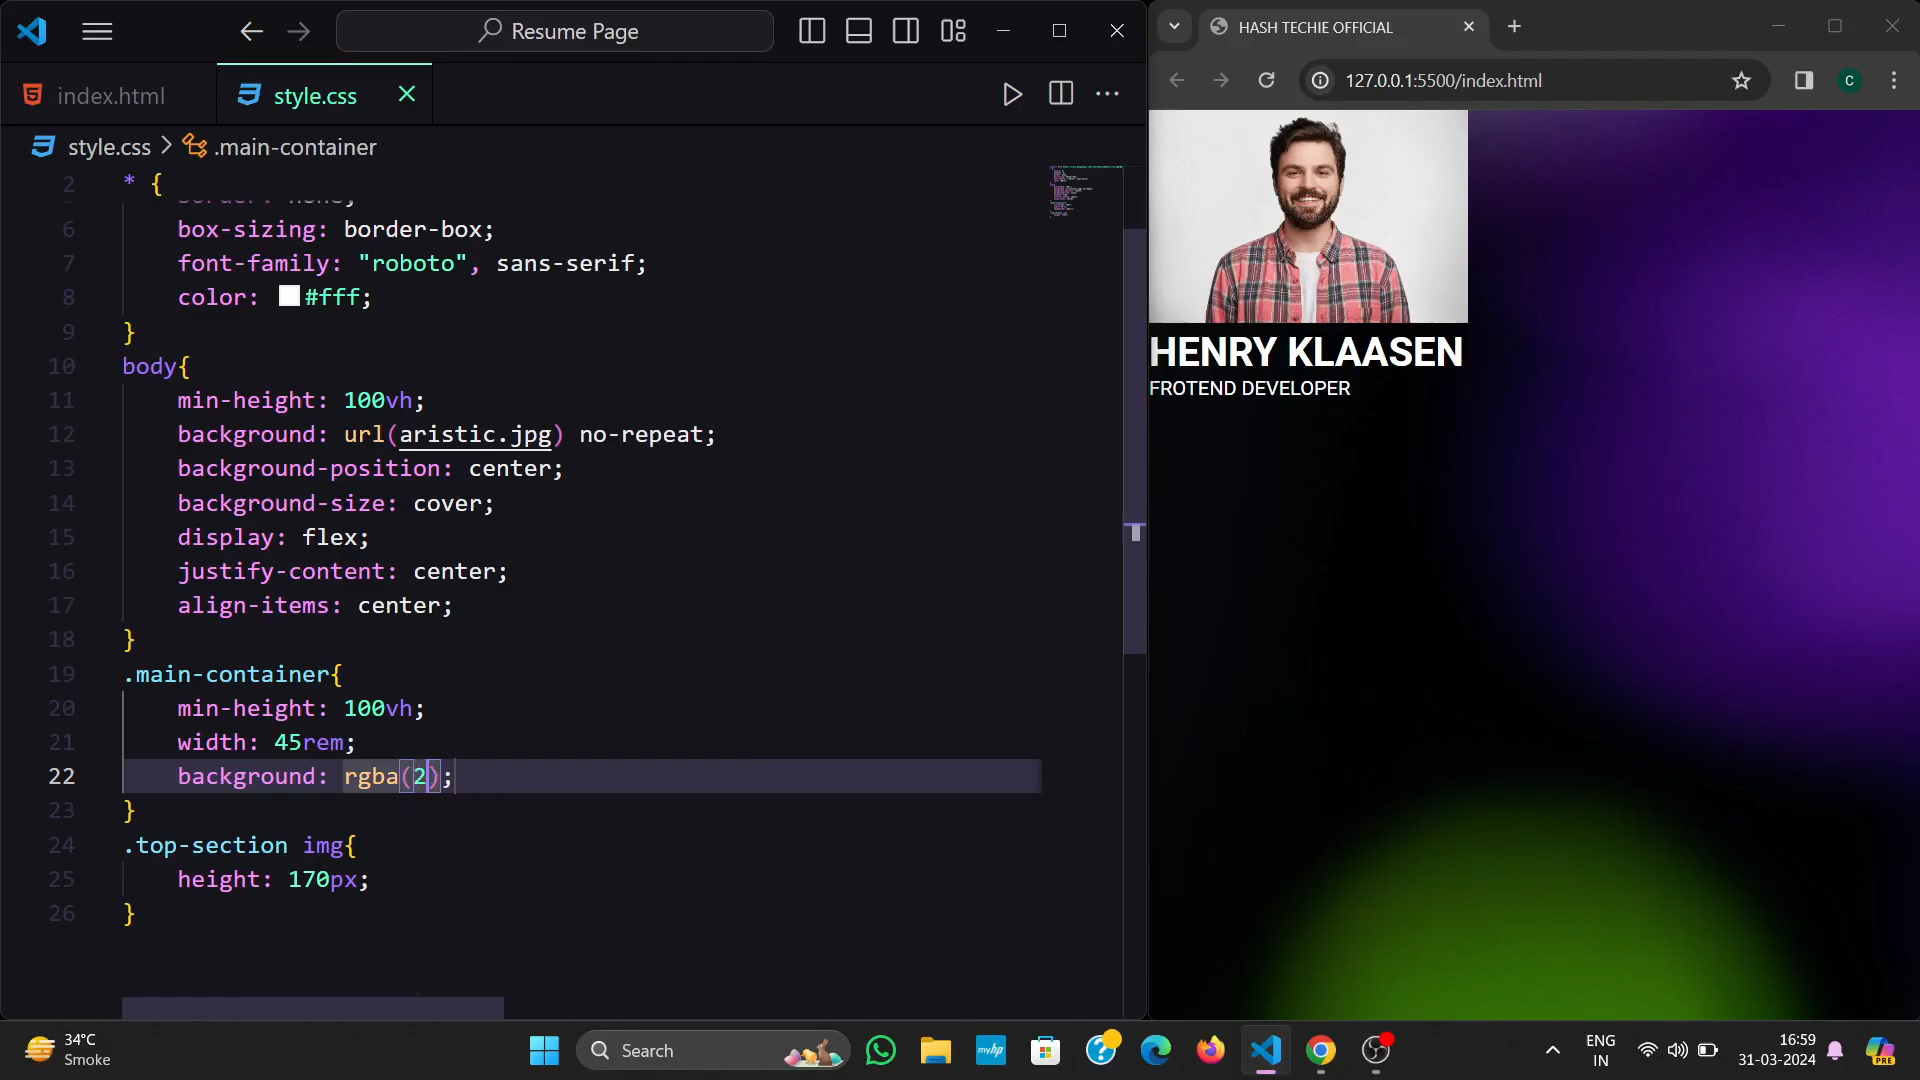 Resume Page
index.html
style.css
style.css > .main-container
2 * {
border: none;
6 box-sizing: border-box;
7 font-family: "roboto", sans-serif;
8 color: #fff;
9 }
10 body{
11 min-height: 100vh;
12 background: url(aristic.jpg) no-repeat;
13 background-position: center;
14 background-size: cover;
15 display: flex;
16 justify-content: center;
17 align-items: center;
18 }
19 .main-container{
20 min-height: 100vh;
21 width: 45rem;
22 background: rgba(2);
23 }
24 .top-section img{
25 height: 170px;
26 }
HASH TECHIE OFFICIAL
127.0.0.1:5500/index.html
C
HENRY KLAASEN
FROTEND DEVELOPER
34°C
Smoke
Search
myhp
ENG
IN
16:59
31-03-2024
PRE